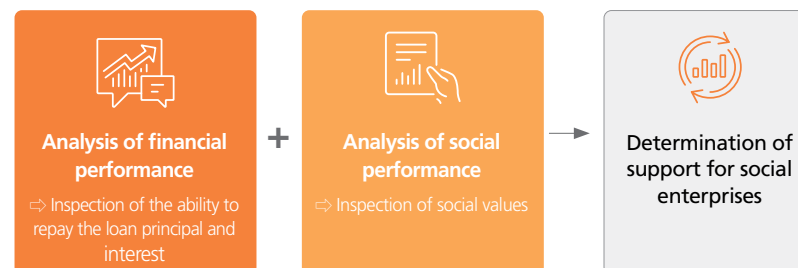 Analysis of financial
performance
⇨ Inspection of the ability to
repay the loan principal and
interest
+
Analysis of social
performance
⇨ Inspection of social values
Determination of
support for social
enterprises